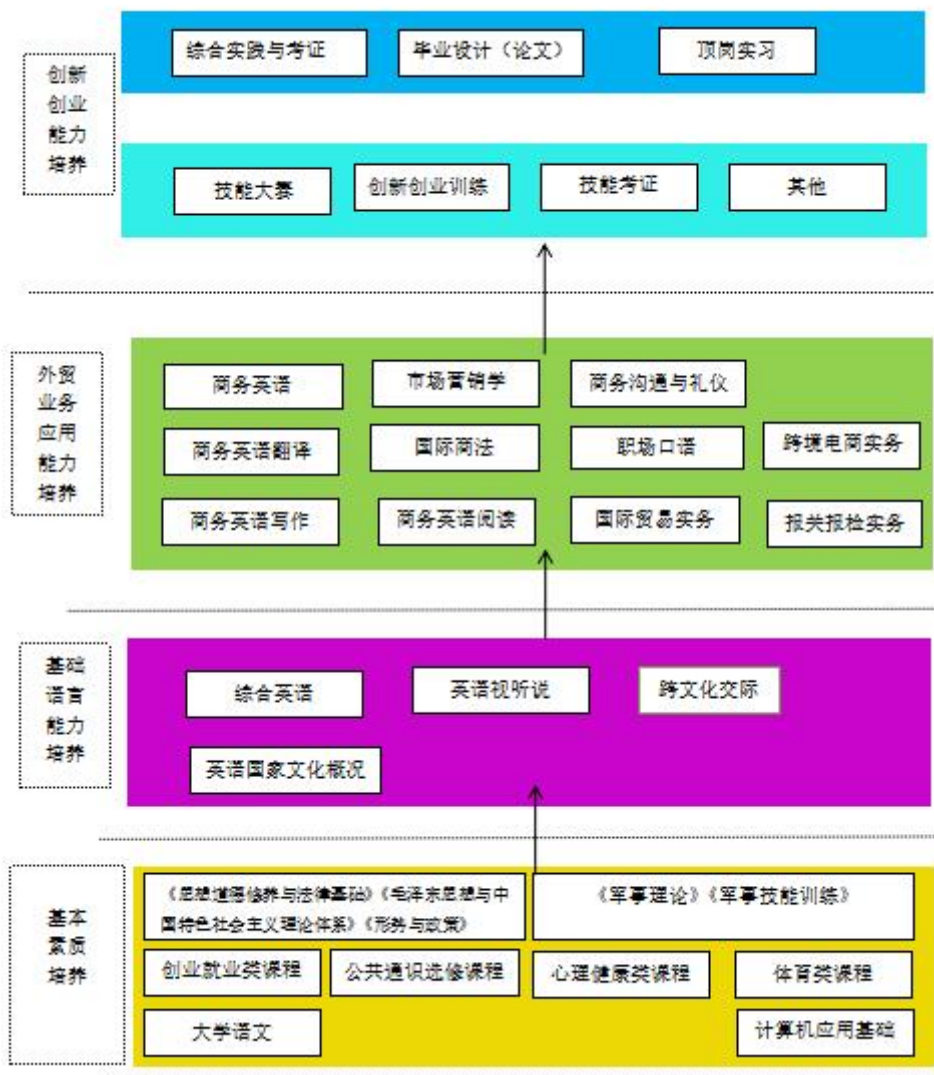 综合实践与考证
毕业设计（论文）
顶岗实习
创新
创业
能力
培养
技能大赛
创新创业训练
技能考证
其他
外贸
业务
应用
能力
培养
商务英语
市场营销学
商务沟通与礼仪
商务英语翻译
国际商法
职场口语
跨境电商实务
商务英语写作
商务英语阅读
国际贸易实务
报关报检实务
基础
语言
能力
培养
综合英语
英语视听说
跨文化交际
英语国家文化概况
基本
素质
培养
《思想道德修养与法律基础》《毛泽东思想与中
国特色社会主义理论体系》《形势与政策》
《军事理论》《军事技能训练》
创业就业类课程
公共通识选修课程
心理健康类课程
体育类课程
大学语文
计算机应用基础